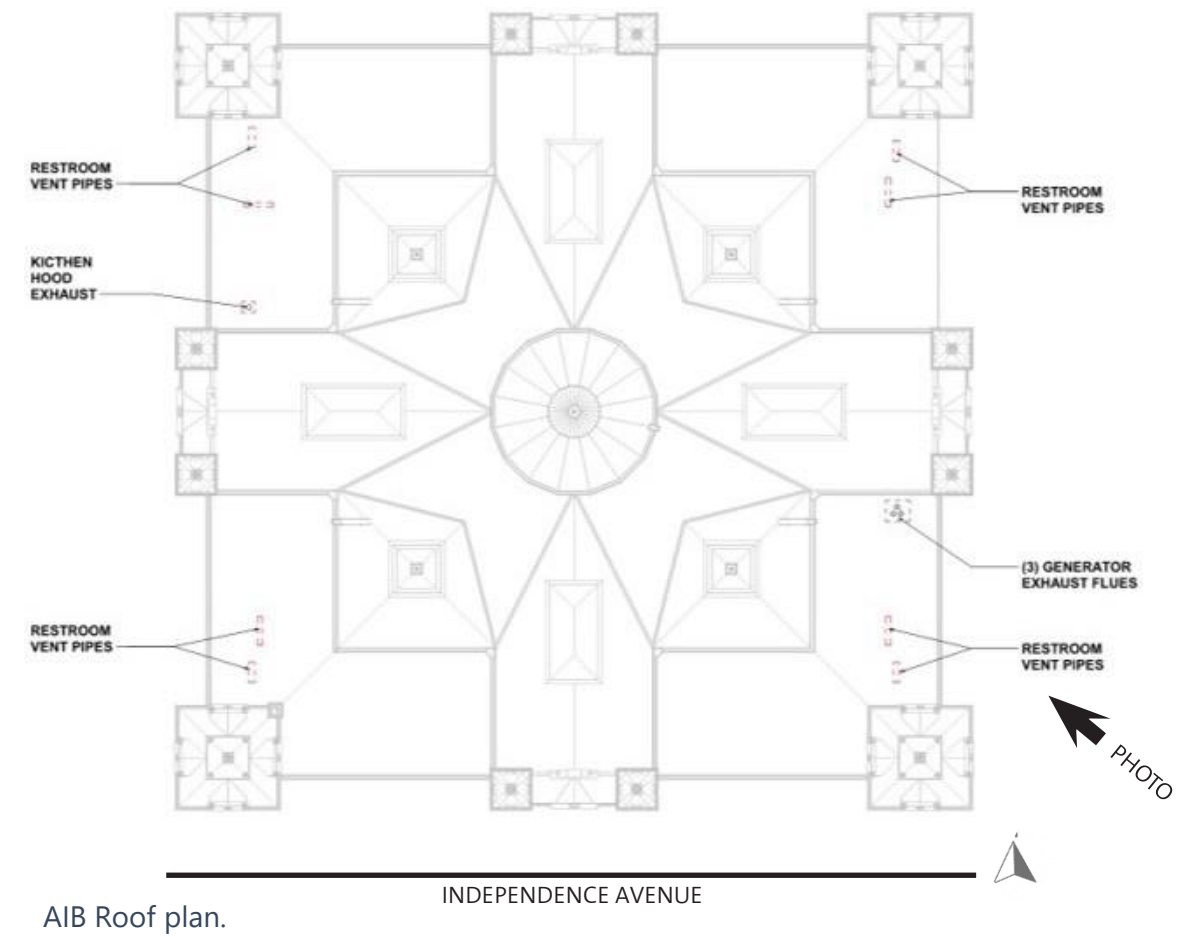 RESTROOM
VENT PIPES
RESTROOM
VENT PIPES
KICTHEN
HOOD
EXHAUST
(3) GENERATOR
EXHAUST FLUES
RESTROOM
VENT PIPES
RESTROOM
VENT PIPES
PHOTO
INDEPENDENCE AVENUE
AIB Roof plan.